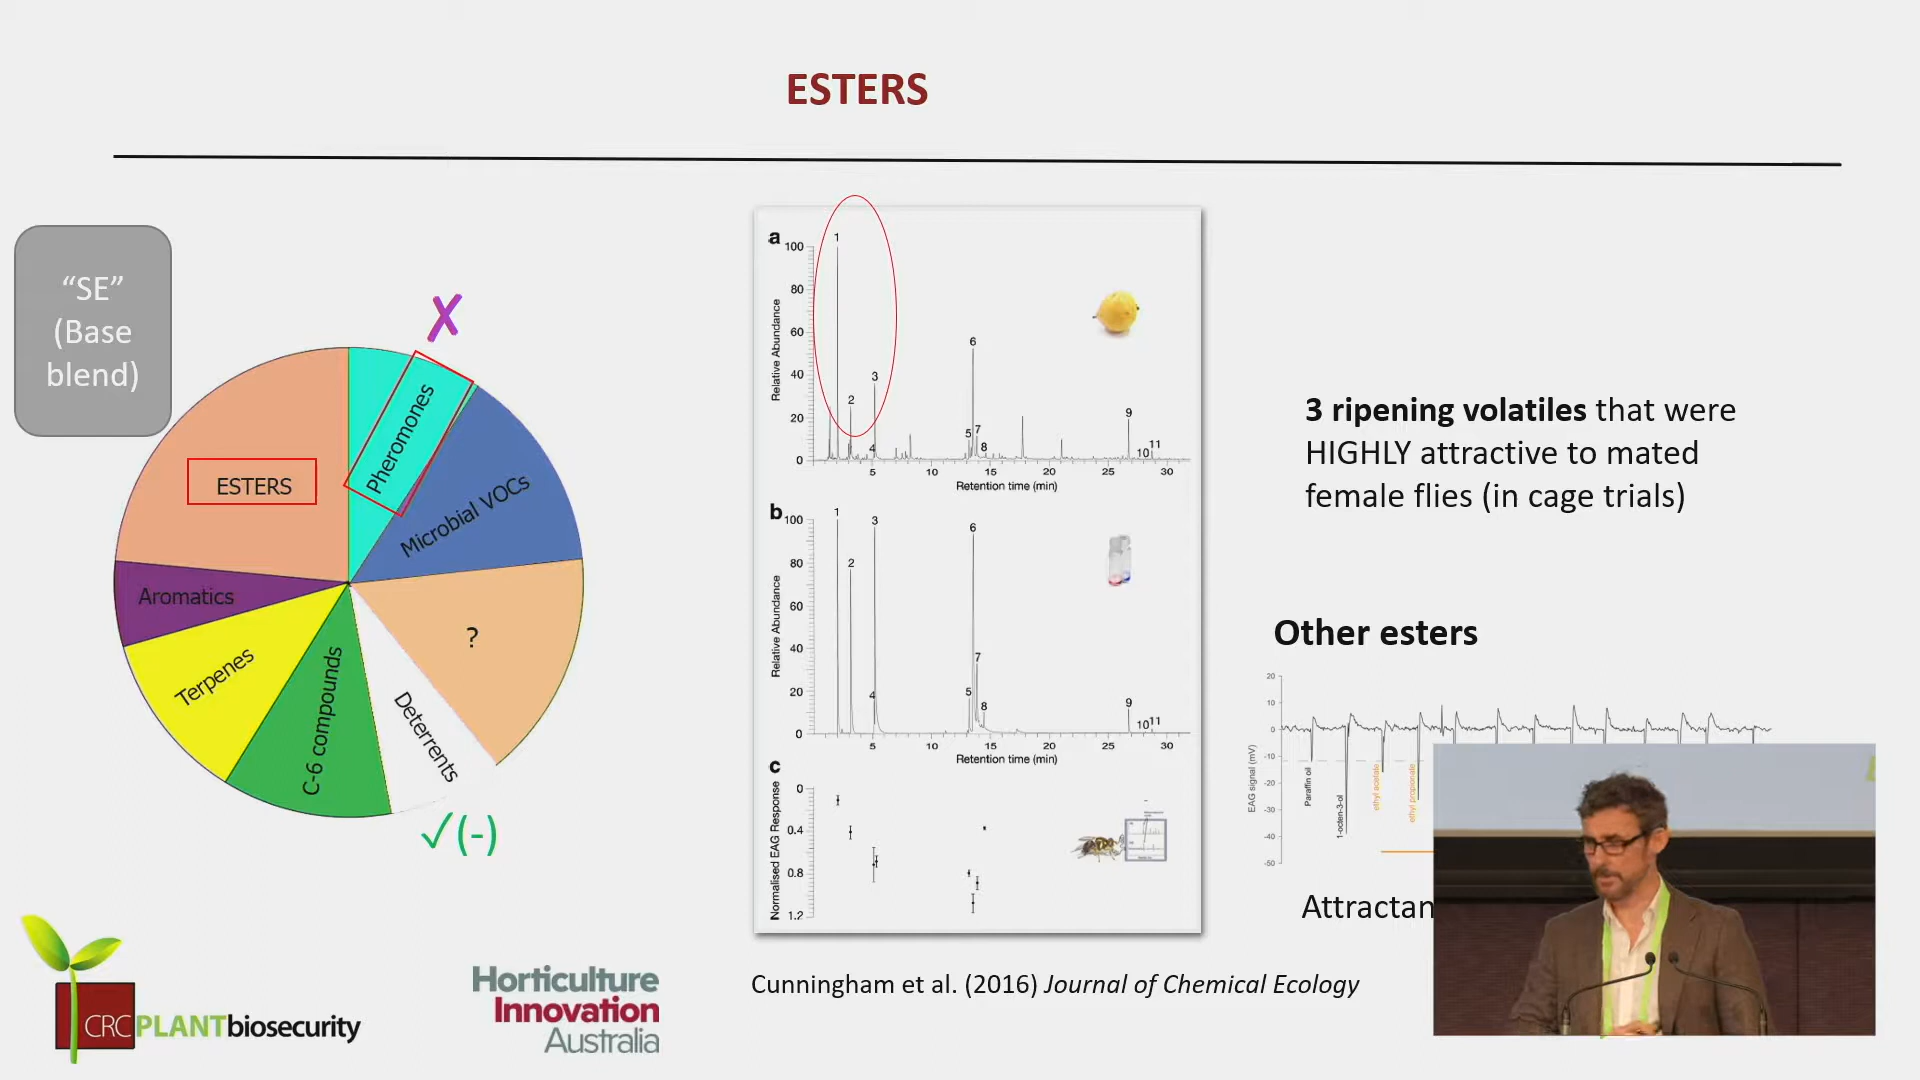 ESTERS
“SE”
(Base
blend)
X
ESTERS
Pheromones
Microbial VOCs
?
Deterrents
C-6 compounds
Terpenes
Aromatics
✓(-)
a
100
80
60
40
20
0
Relative Abundance
1
2
3
4
5
6
7
8
9
10
11
5
10
15
20
25
30
Retention time (min)
b
100
80
60
40
20
0
Relative Abundance
1
2
3
4
5
6
7
8
9
10
11
5
10
15
20
25
30
Retention time (min)
c
0
0.4
0.8
1.2
Normalised EAG Response
3 ripening volatiles that were
HIGHLY attractive to mated
female flies (in cage trials)
Other esters
20
10
0
-10
-20
-30
-40
-50
EAG signal (mV)
Paraffin oil
1-octen-3-ol
ethyl acetate
ethyl propionate
Attractan
Cunningham et al. (2016) Journal of Chemical Ecology
CRCPLANTbiosecurity
Horticulture
Innovation
Australia